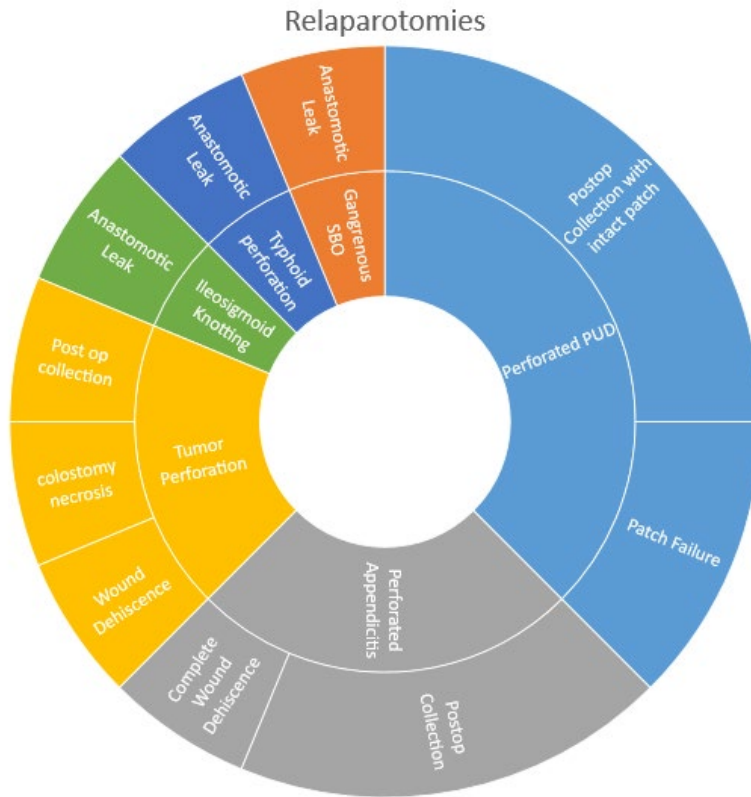 Relaparotomies
Postop
Collection with
intact patch
Perforated PUD
Patch Failure
Perforated
Appendicitis
Postop
Collection
Complete
Wound
Dehiscence
Tumor
Perforation
Wound
Dehiscence
colostomy
necrosis
Post op
collection
Ileosigmoid
Knotting
Anastomotic
Leak
Typhoid
perforation
Anastomotic
Leak
Gangrenous
SBO
Anastomotic
Leak